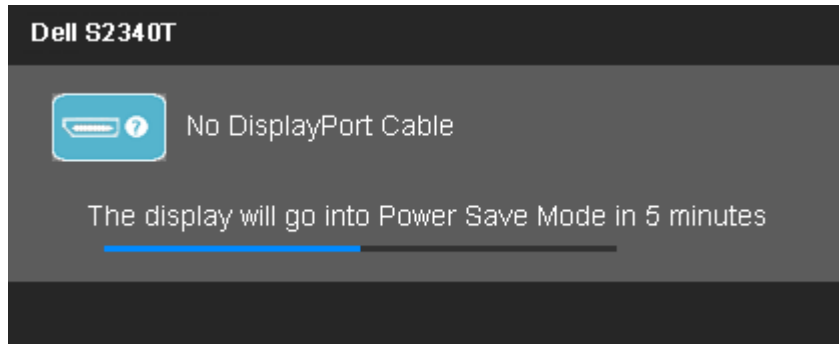 Dell S2340T
No DisplayPort Cable
The display will go into Power Save Mode in 5 minutes